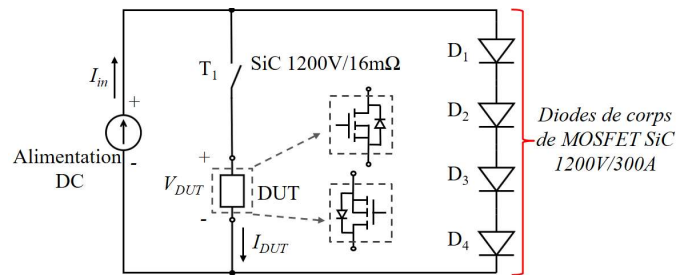 I_in
+
-
Alimentation
DC
T1
SiC 1200V/16mΩ
+
V_DUT
-
DUT
I_DUT
D1
D2
D3
D4
Diodes de corps
de MOSFET SiC
1200V/300A